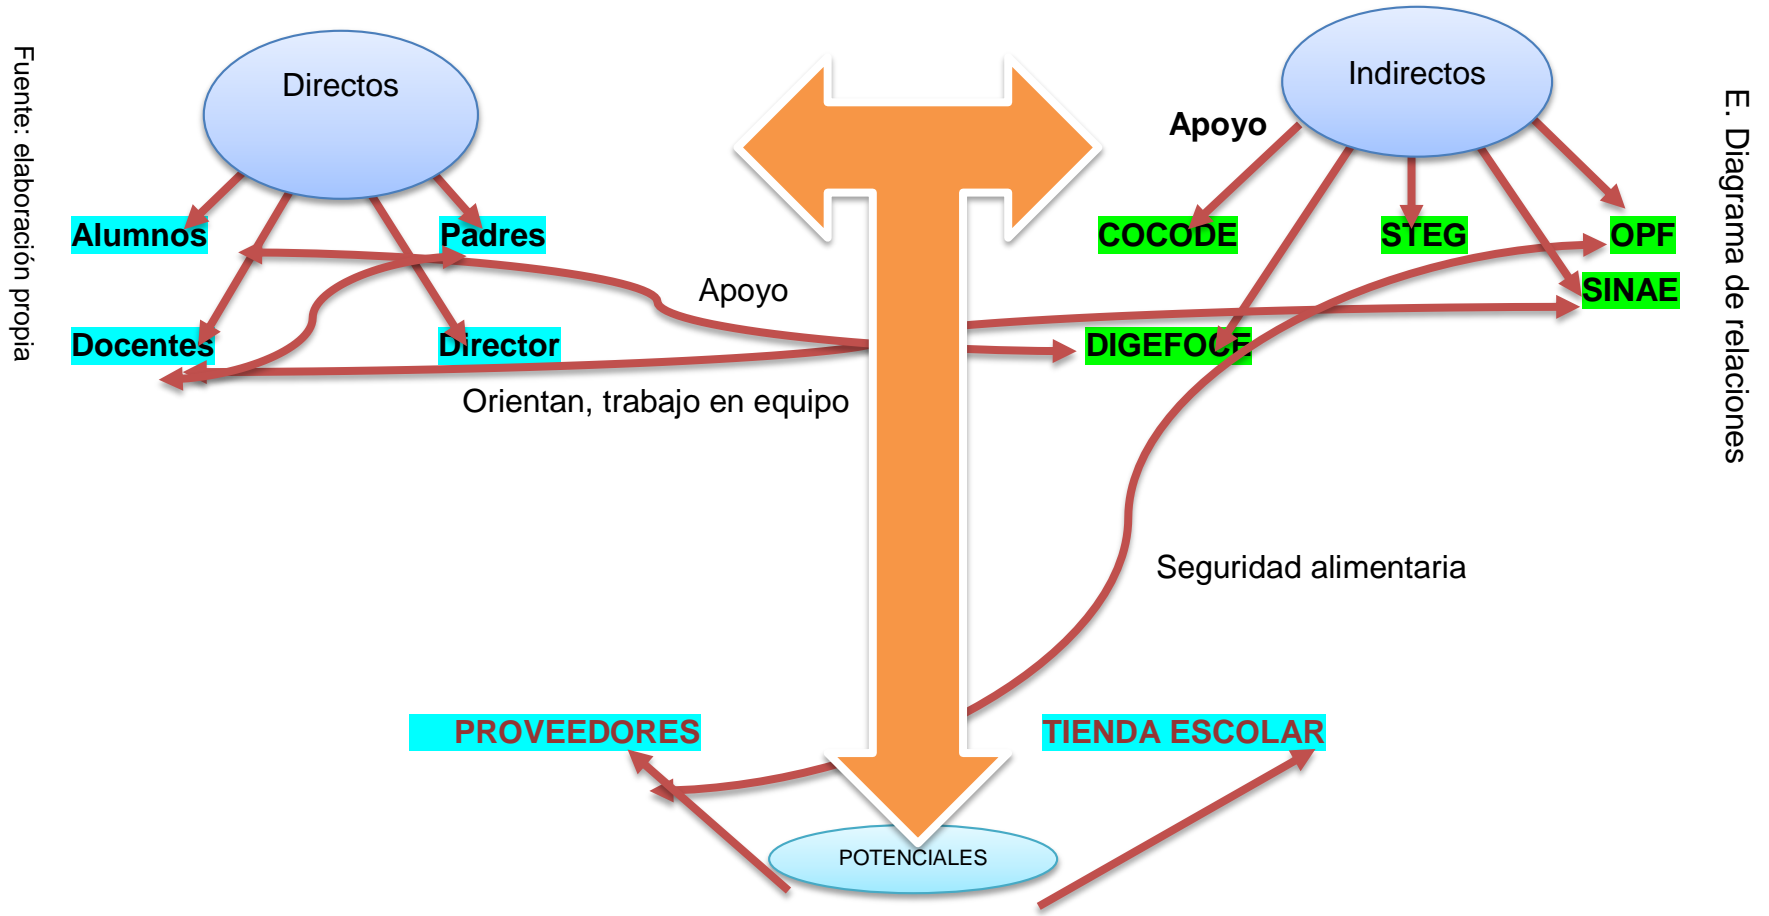 E. Diagrama de relaciones
Directos
Indirectos
Apoyo
Alumnos
Padres
COCODE
STEG
OPF
Apoyo
SINAE
Docentes
Director
DIGEFOCE
Orientan, trabajo en equipo
Seguridad alimentaria
PROVEEDORES
TIENDA ESCOLAR
POTENCIALES
Fuente: elaboración propia